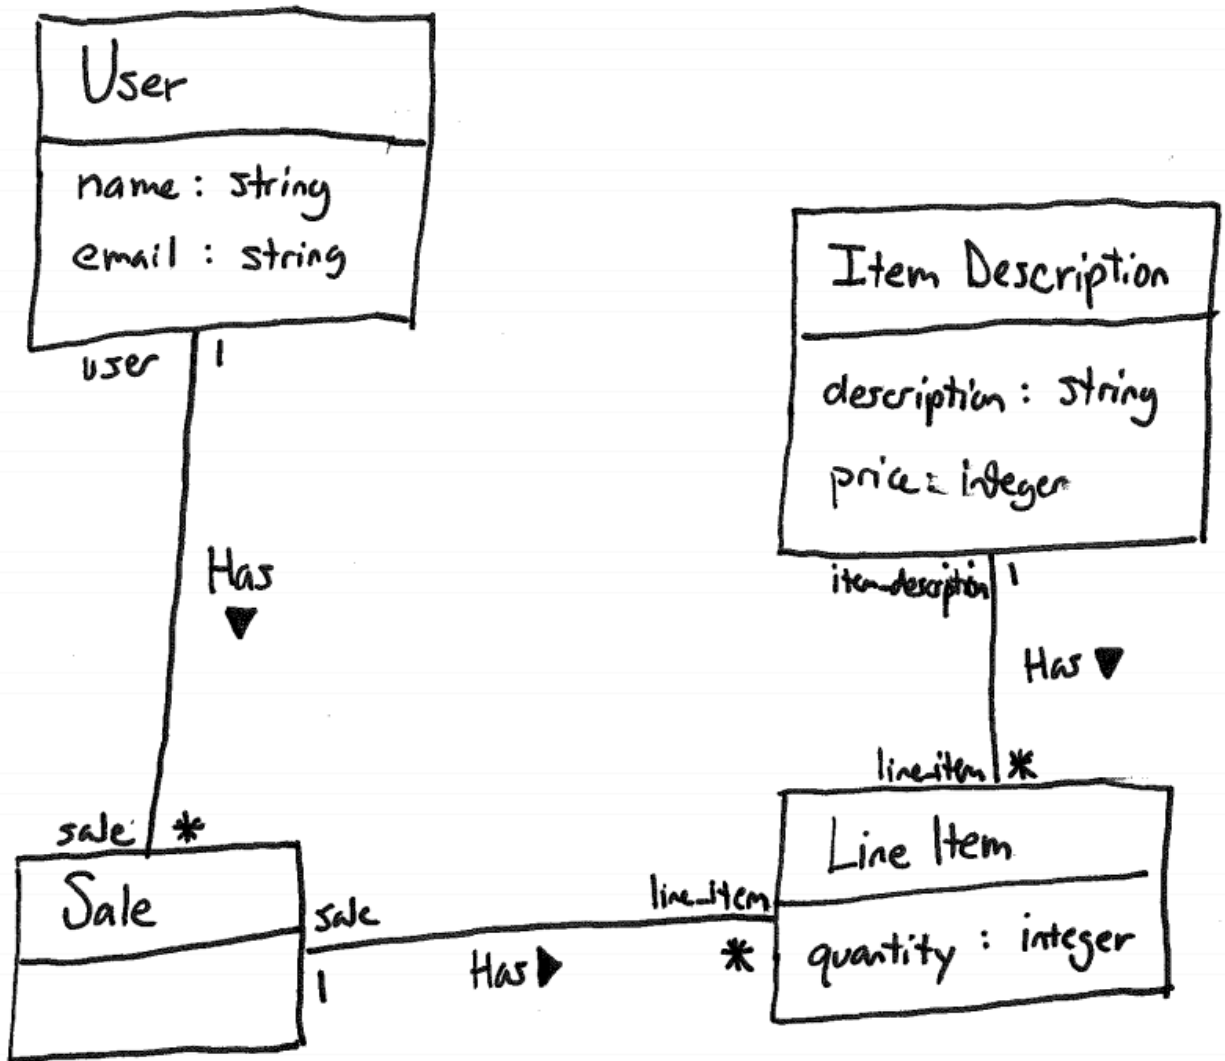 User
name : string
email : string
user 1
Has
▼
sale *
Sale
sale
1
Has ▶
line_item
*
Item Description
description : string
price : integer
item_description 1
Has ▼
line_item *
Line Item
quantity : integer